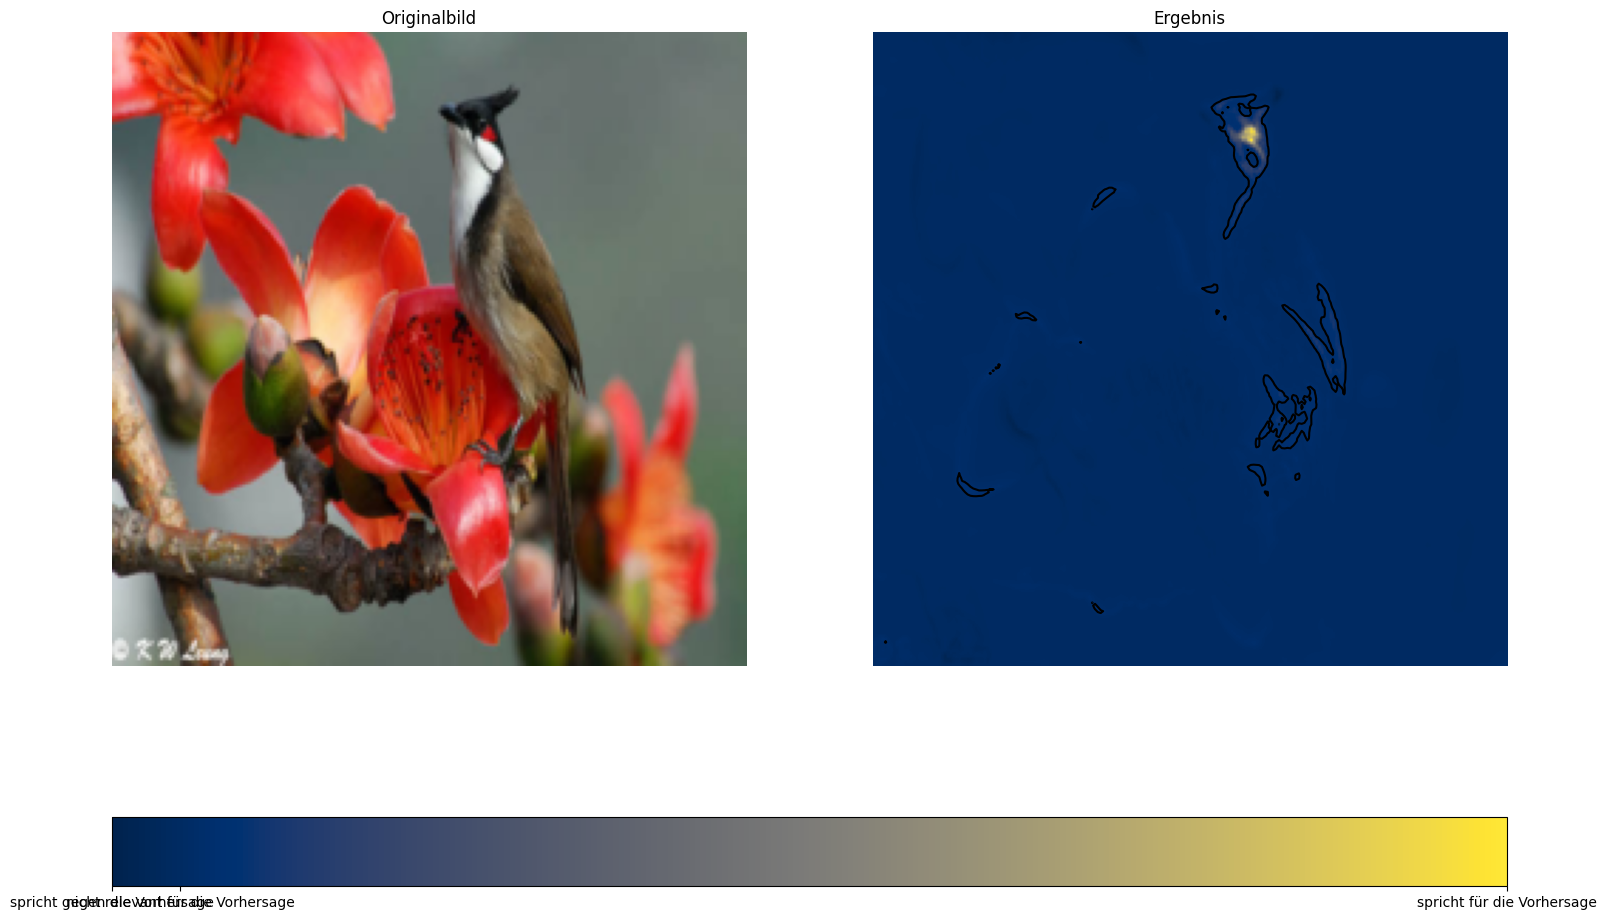 Originalbild
Ergebnis
© K W Leung
spricht gegen die Vorhersage
nicht relevant für die Vorhersage
spricht für die Vorhersage